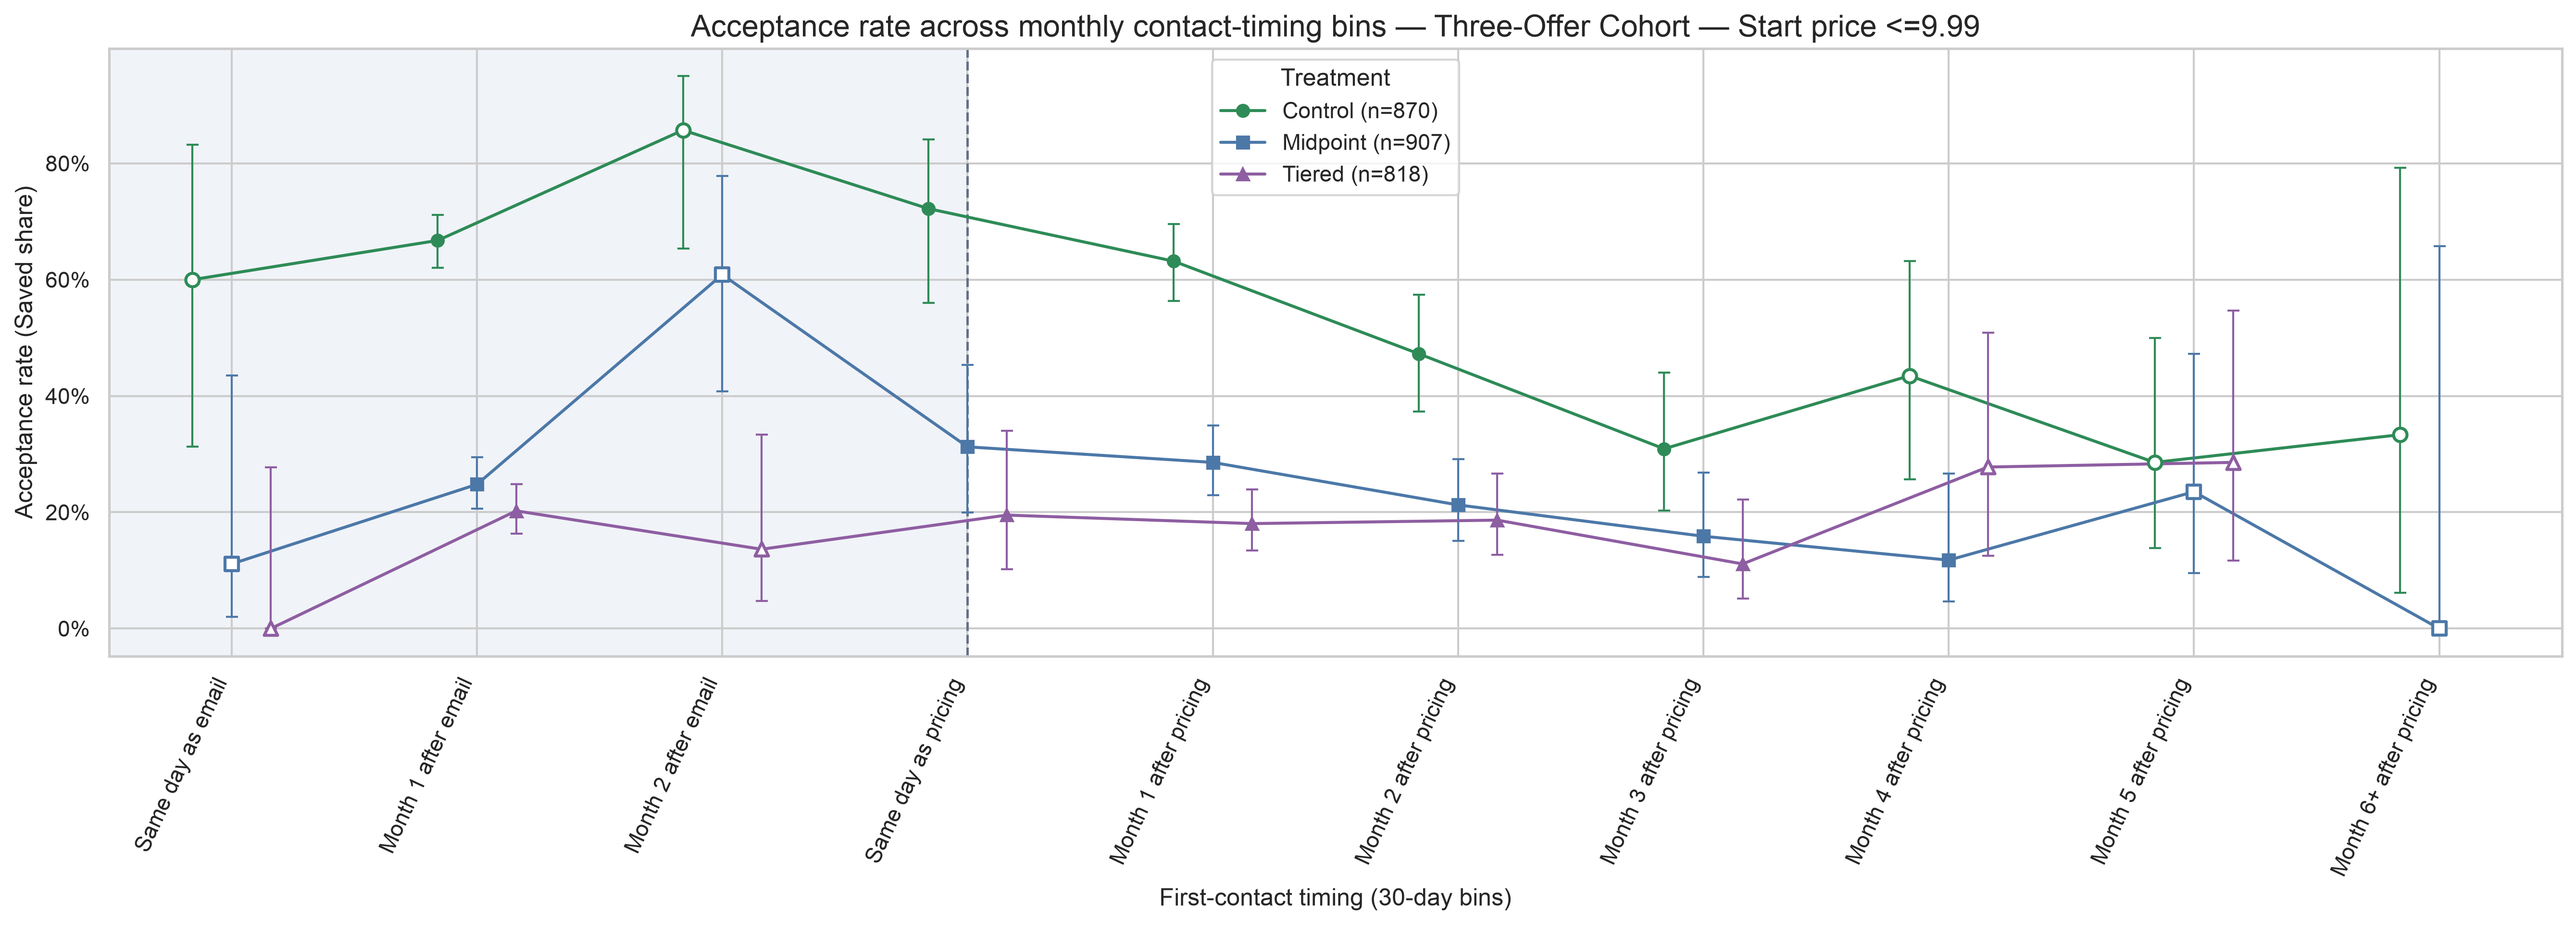 Acceptance rate across monthly contact-timing bins — Three-Offer Cohort — Start price <=9.99
Treatment
Control (n=870)
Midpoint (n=907)
Tiered (n=818)
Acceptance rate (Saved share)
80%
60%
40%
20%
0%
Same day as email
Month 1 after email
Month 2 after email
Same day as pricing
Month 1 after pricing
Month 2 after pricing
Month 3 after pricing
Month 4 after pricing
Month 5 after pricing
Month 6+ after pricing
First-contact timing (30-day bins)